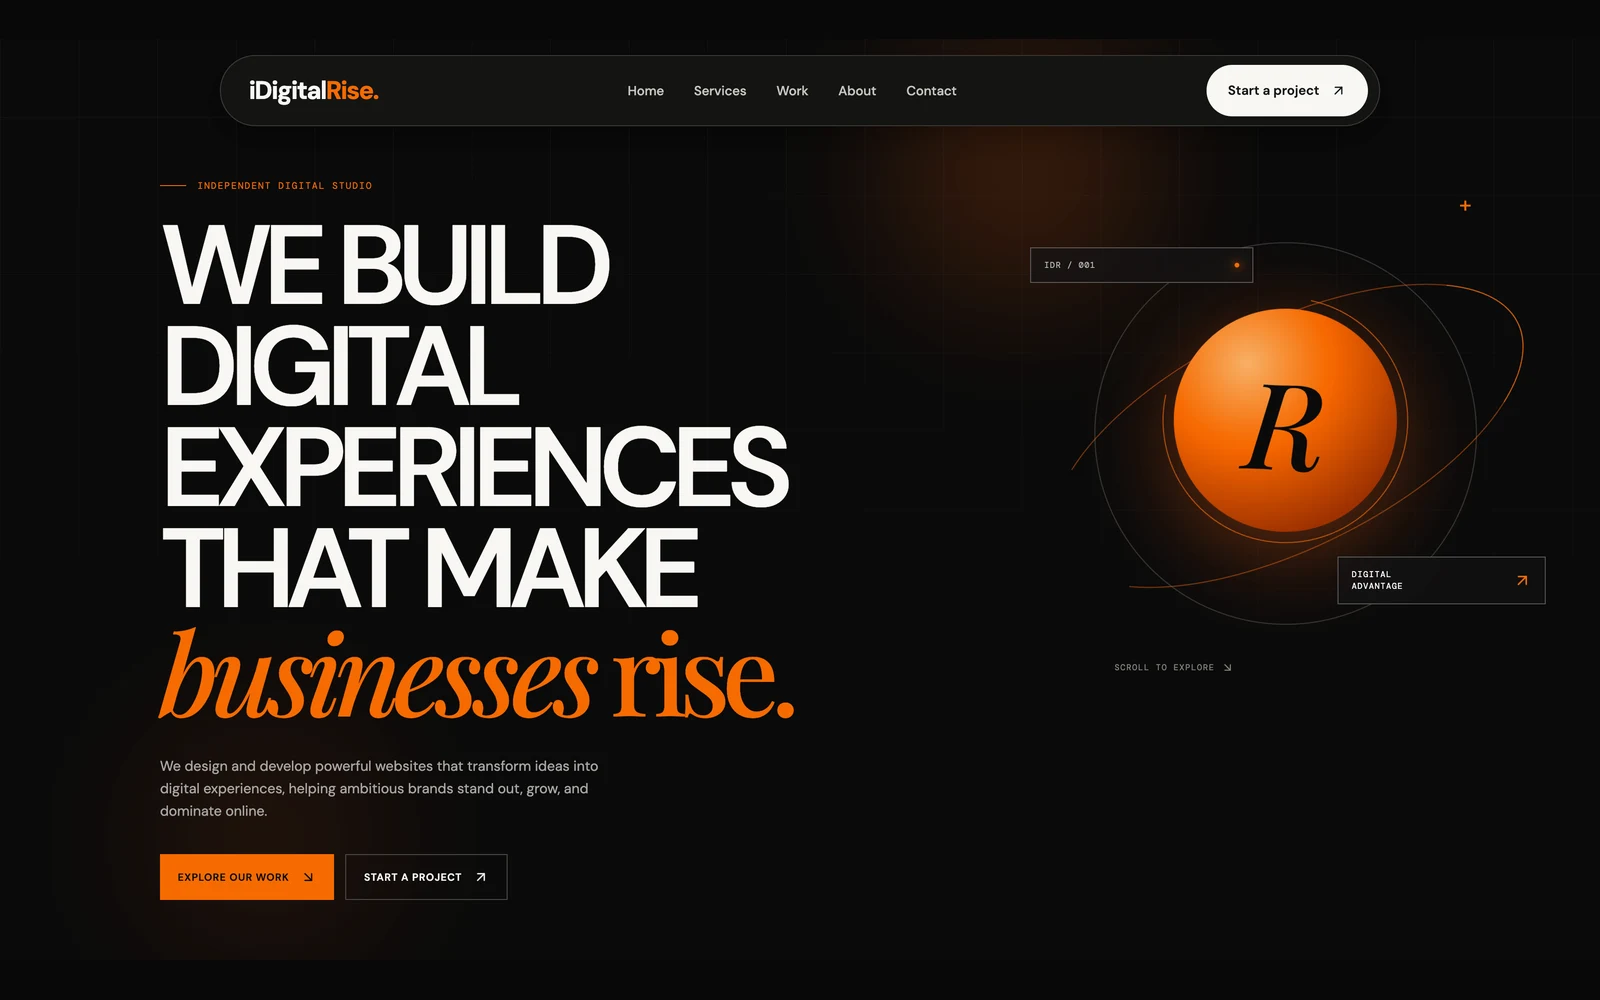 iDigitalRise.
Home
Services
Work
About
Contact
Start a project
INDEPENDENT DIGITAL STUDIO
WE BUILD
DIGITAL
EXPERIENCES
THAT MAKE
businesses rise.
We design and develop powerful websites that transform ideas into
digital experiences, helping ambitious brands stand out, grow, and
dominate online.
EXPLORE OUR WORK
START A PROJECT
IDR / 001
R
DIGITAL
ADVANTAGE
SCROLL TO EXPLORE